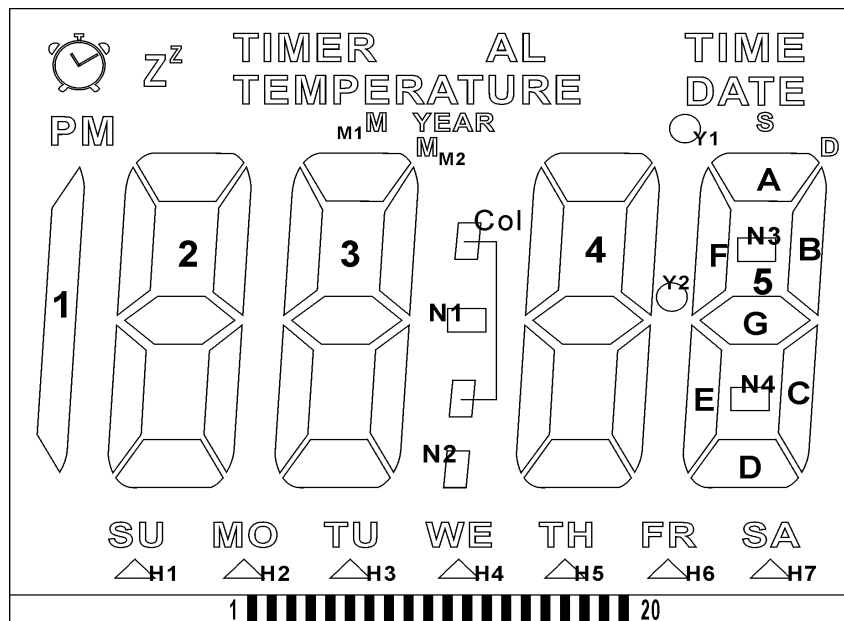 Zz TIMER AL TIME
TEMPERATURE DATE
PM M1 M YEAR Y1 S
M M2 D
A
Col
1 2 3 4 F N3 B
5
Y2
N1 G
E N4 C
N2 D
SU MO TU WE TH FR SA
H1 H2 H3 H4 H5 H6 H7
1 20